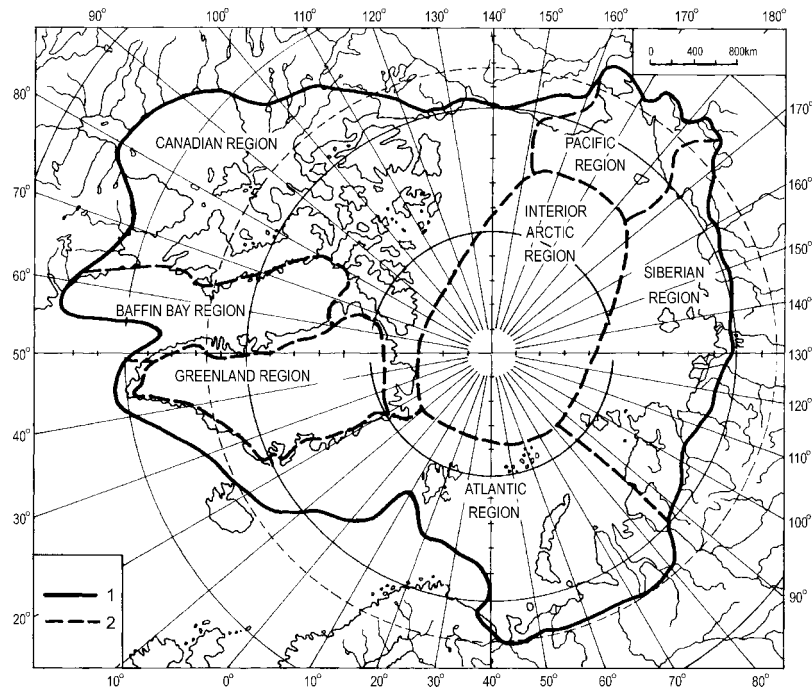 90° 100° 110° 120° 130° 140° 150° 160° 170° 175° 180°
0 400 800km
80°
70°
60°
50°
40°
30°
20°
170°
160°
150°
140°
130°
120°
110°
100°
90°
CANADIAN REGION
PACIFIC
REGION
INTERIOR
ARCTIC
REGION
SIBERIAN
REGION
BAFFIN BAY REGION
GREENLAND REGION
ATLANTIC
REGION
1
2
10° 0° 10° 20° 30° 40° 50° 60° 70° 80°